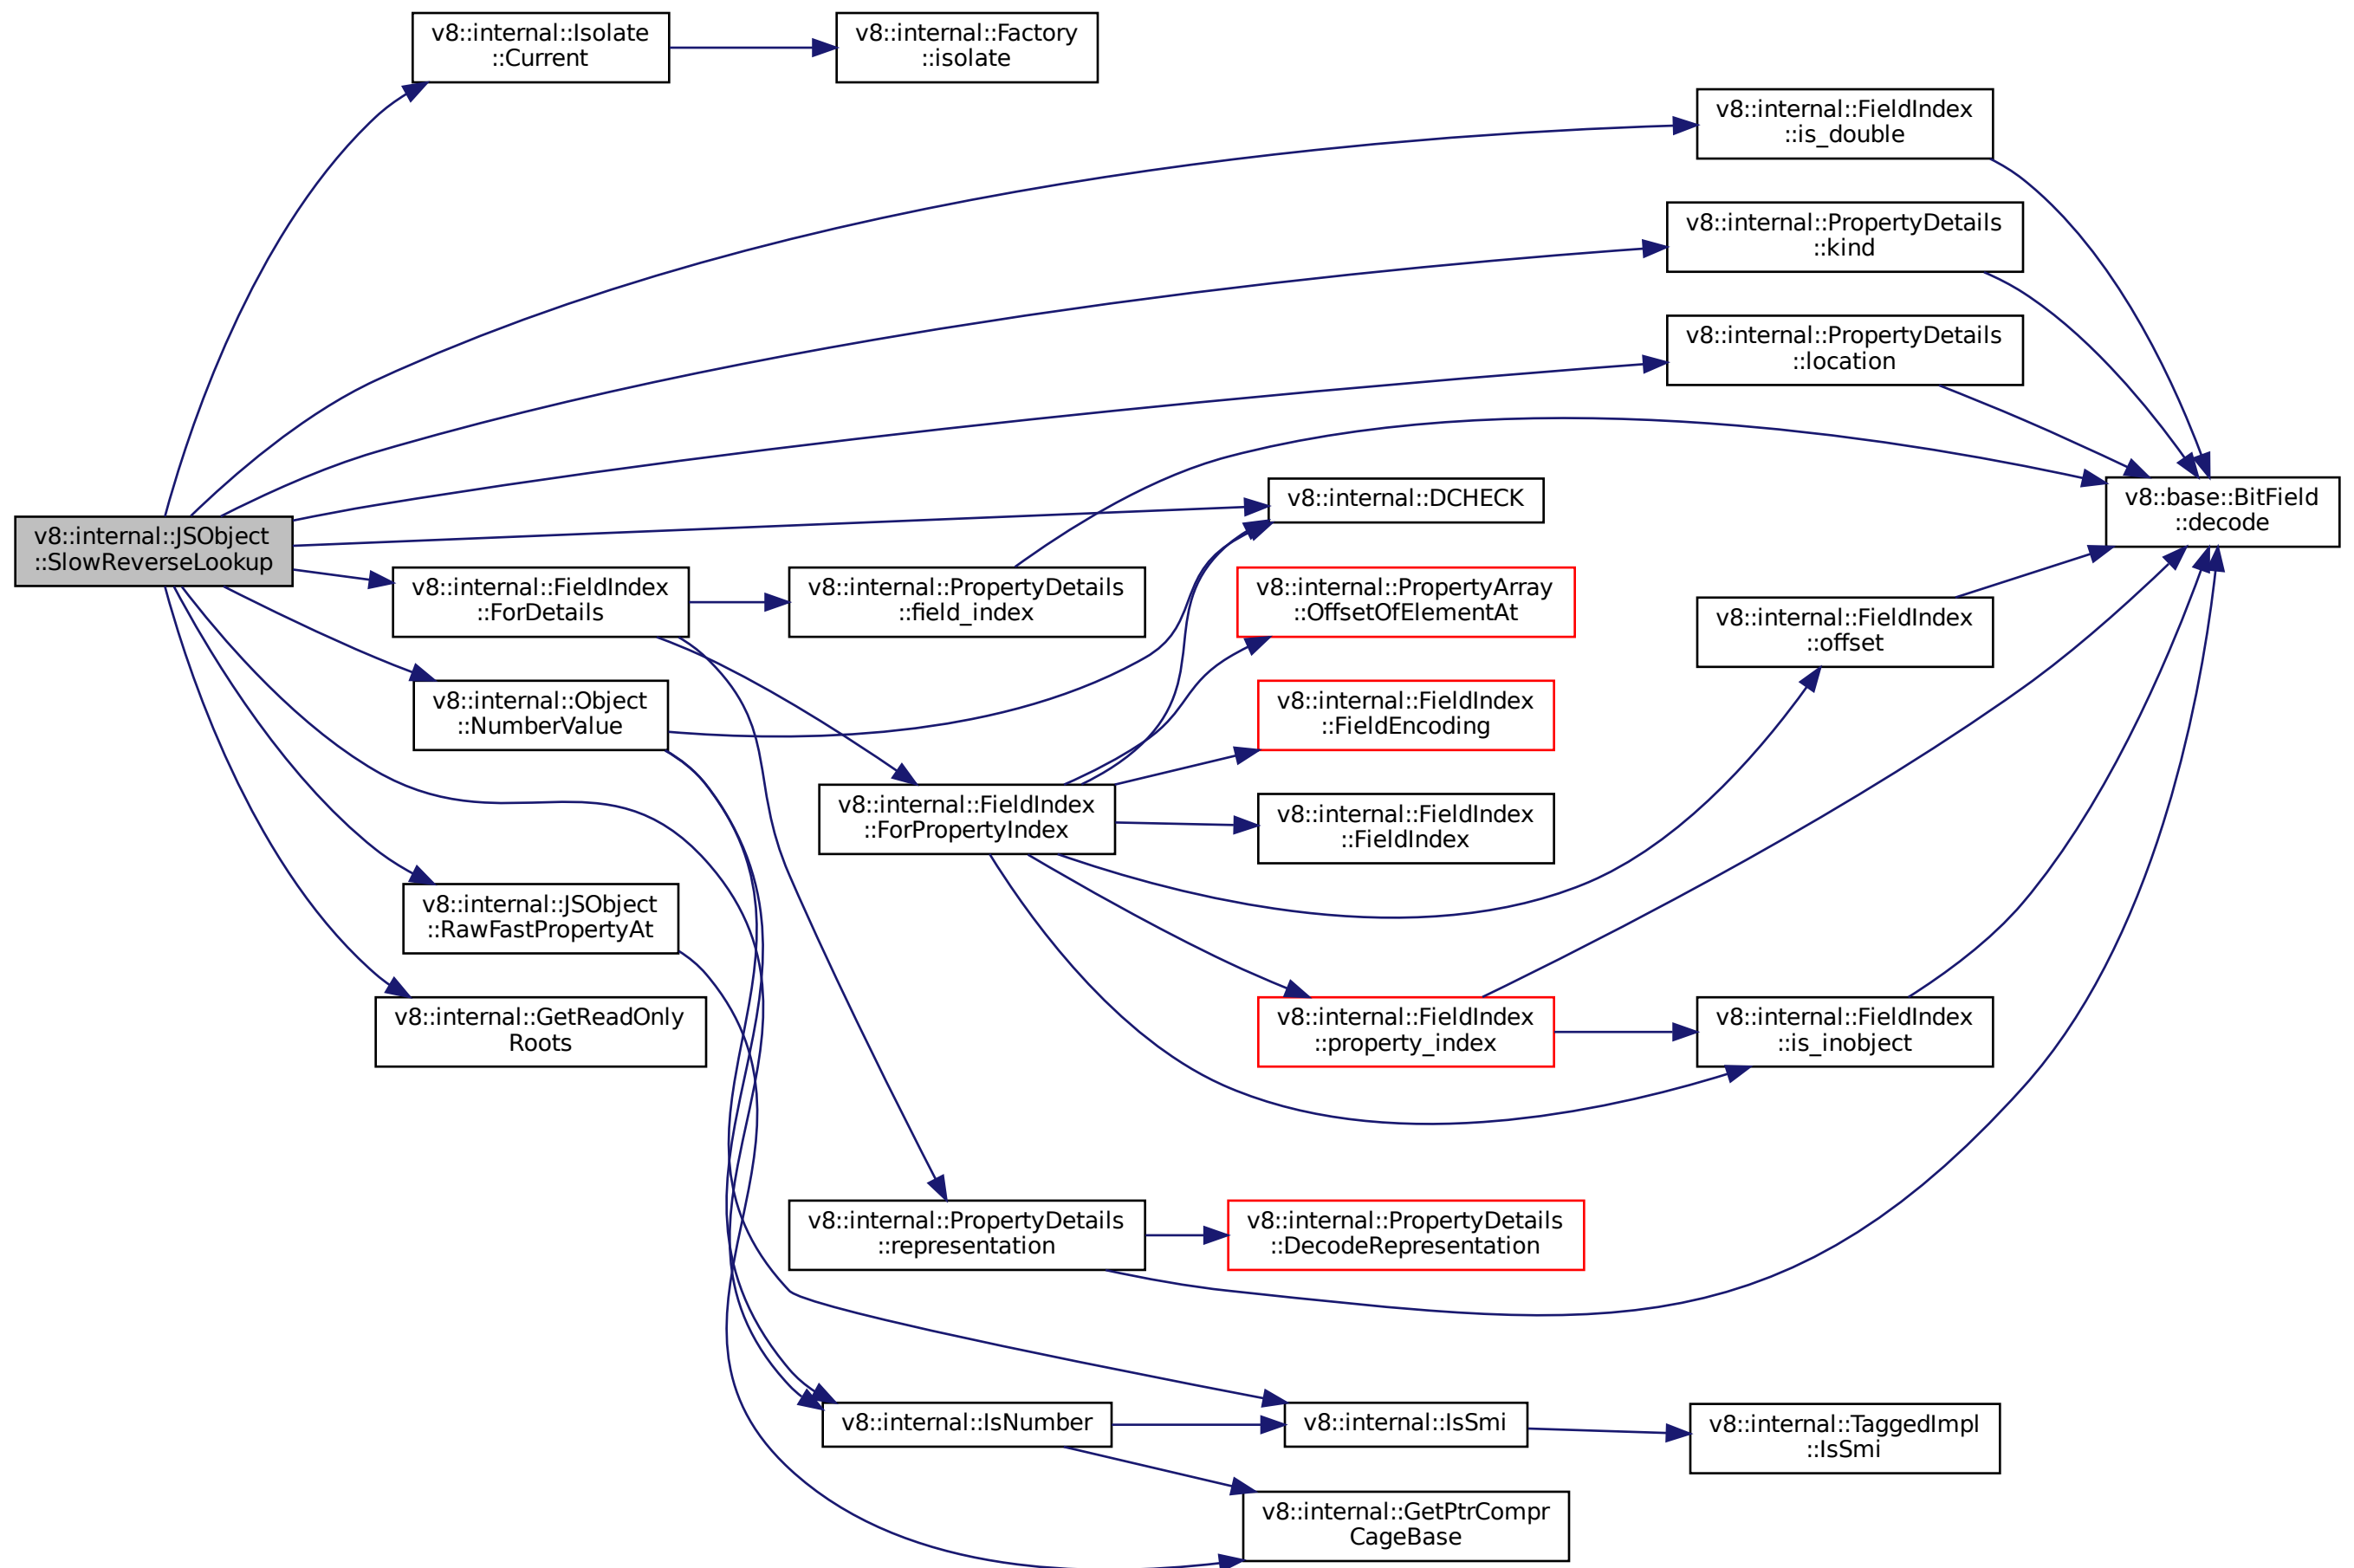 v8::internal::Isolate
::Current
v8::internal::Factory
::isolate
v8::internal::FieldIndex
::is_double
v8::internal::PropertyDetails
::kind
v8::internal::PropertyDetails
::location
v8::internal::DCHECK
v8::base::BitField
::decode
v8::internal::JSObject
::SlowReverseLookup
v8::internal::FieldIndex
::ForDetails
v8::internal::PropertyDetails
::field_index
v8::internal::PropertyArray
::OffsetOfElementAt
v8::internal::FieldIndex
::offset
v8::internal::Object
::NumberValue
v8::internal::FieldIndex
::FieldEncoding
v8::internal::FieldIndex
::ForPropertyIndex
v8::internal::FieldIndex
::FieldIndex
v8::internal::JSObject
::RawFastPropertyAt
v8::internal::GetReadOnly
Roots
v8::internal::FieldIndex
::property_index
v8::internal::FieldIndex
::is_inobject
v8::internal::PropertyDetails
::representation
v8::internal::PropertyDetails
::DecodeRepresentation
v8::internal::IsNumber
v8::internal::IsSmi
v8::internal::TaggedImpl
::IsSmi
v8::internal::GetPtrCompr
CageBase